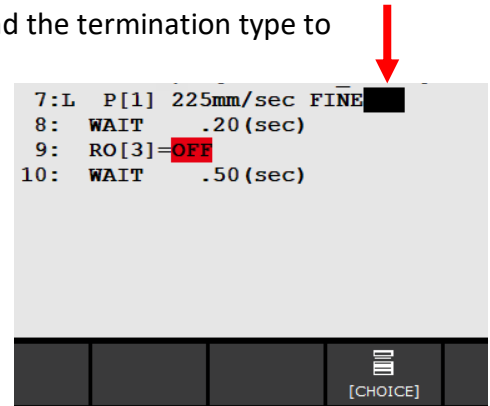 d the termination type to
7:L P[1] 225mm/sec FINE
8: WAIT .20(sec)
9: RO[3]=OFF
10: WAIT .50(sec)
[CHOICE]